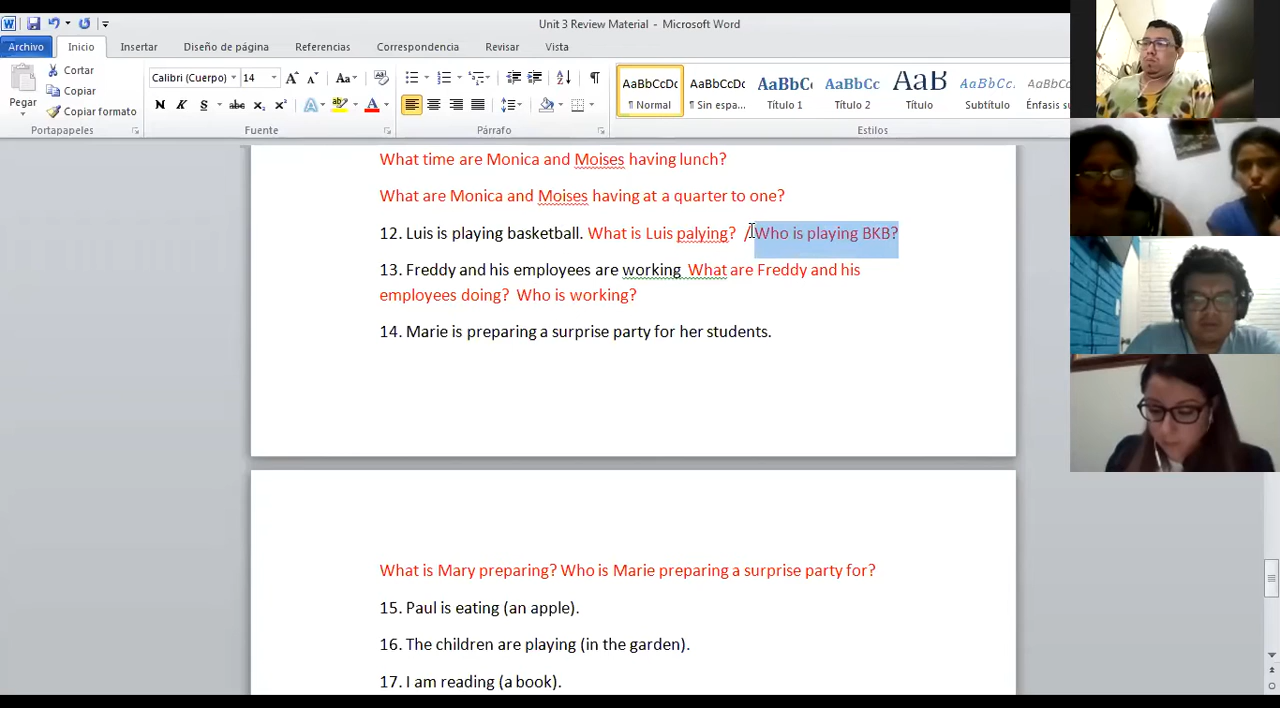 Unit 3 Review Material - Microsoft Word
Archivo Inicio Insertar Diseño de página Referencias Correspondencia Revisar Vista
Pegar
Cortar
Copiar
Copiar formato
Portapapeles
Calibri (Cuerpo) 14
Fuente
Párrafo
AaBbCcDc AaBbCcDc AaBbC AaBbCc AaB AaBbCc. AaBbCcDc
¶ Normal ¶ Sin espa... Título 1 Título 2 Título Subtítulo Énfasis
Estilos
What time are Monica and Moises having lunch?
What are Monica and Moises having at a quarter to one?
12. Luis is playing basketball. What is Luis palying? / Who is playing BKB?
13. Freddy and his employees are working What are Freddy and his
employees doing? Who is working?
14. Marie is preparing a surprise party for her students.
What is Mary preparing? Who is Marie preparing a surprise party for?
15. Paul is eating (an apple).
16. The children are playing (in the garden).
17. I am reading (a book).